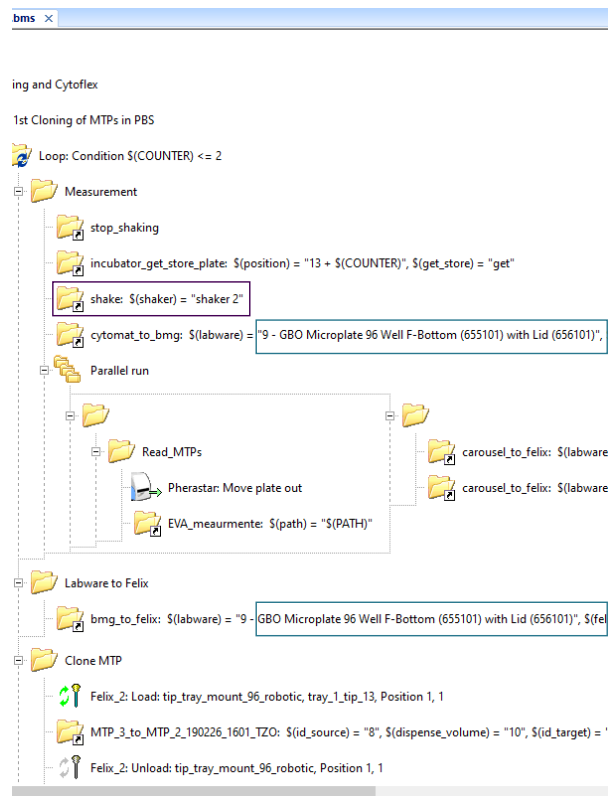 .bms ×
ing and Cytoflex
1st Cloning of MTPs in PBS
Loop: Condition $(COUNTER) <= 2
Measurement
stop_shaking
incubator_get_store_plate: $(position) = "13 + $(COUNTER)", $(get_store) = "get"
shake: $(shaker) = "shaker 2"
cytomat_to_bmg: $(labware) = "9 - GBO Microplate 96 Well F-Bottom (655101) with Lid (656101)",
Parallel run
Read_MTPs
carousel_to_felix: $(labware
Pherastar: Move plate out
carousel_to_felix: $(labware
EVA_meaurmente: $(path) = "$(PATH)"
Labware to Felix
bmg_to_felix: $(labware) = "9 - GBO Microplate 96 Well F-Bottom (655101) with Lid (656101)", $(fel
Clone MTP
Felix_2: Load: tip_tray_mount_96_robotic, tray_1_tip_13, Position 1, 1
MTP_3_to_MTP_2_190226_1601_TZO: $(id_source) = "8", $(dispense_volume) = "10", $(id_target) = "
Felix_2: Unload: tip_tray_mount_96_robotic, Position 1, 1